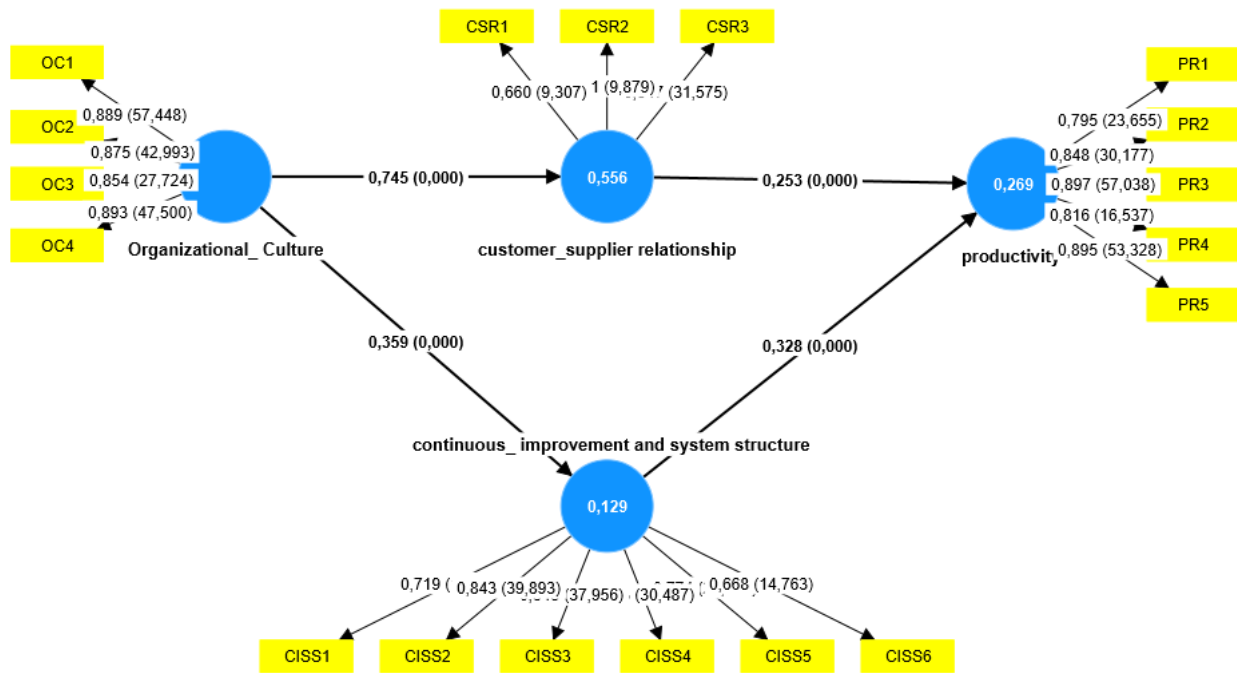 CSR1
CSR2
CSR3
OC1
OC2
OC3
OC4
0,889 (57,448)
0,875 (42,993)
0,854 (27,724)
0,893 (47,500)
Organizational_ Culture
0,745 (0,000)
0,660 (9,307)
(9,879)
(31,575)
0,556
customer_supplier relationship
0,253 (0,000)
0,269
productivity
0,795 (23,655)
0,848 (30,177)
0,897 (57,038)
0,816 (16,537)
0,895 (53,328)
PR1
PR2
PR3
PR4
PR5
0,359 (0,000)
0,328 (0,000)
continuous_ improvement and system structure
0,129
0,719 (
0,843 (39,893)
(37,956)
(30,487)
0,668 (14,763)
CISS1
CISS2
CISS3
CISS4
CISS5
CISS6